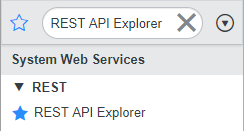 REST API Explorer
System Web Services
REST
REST API Explorer